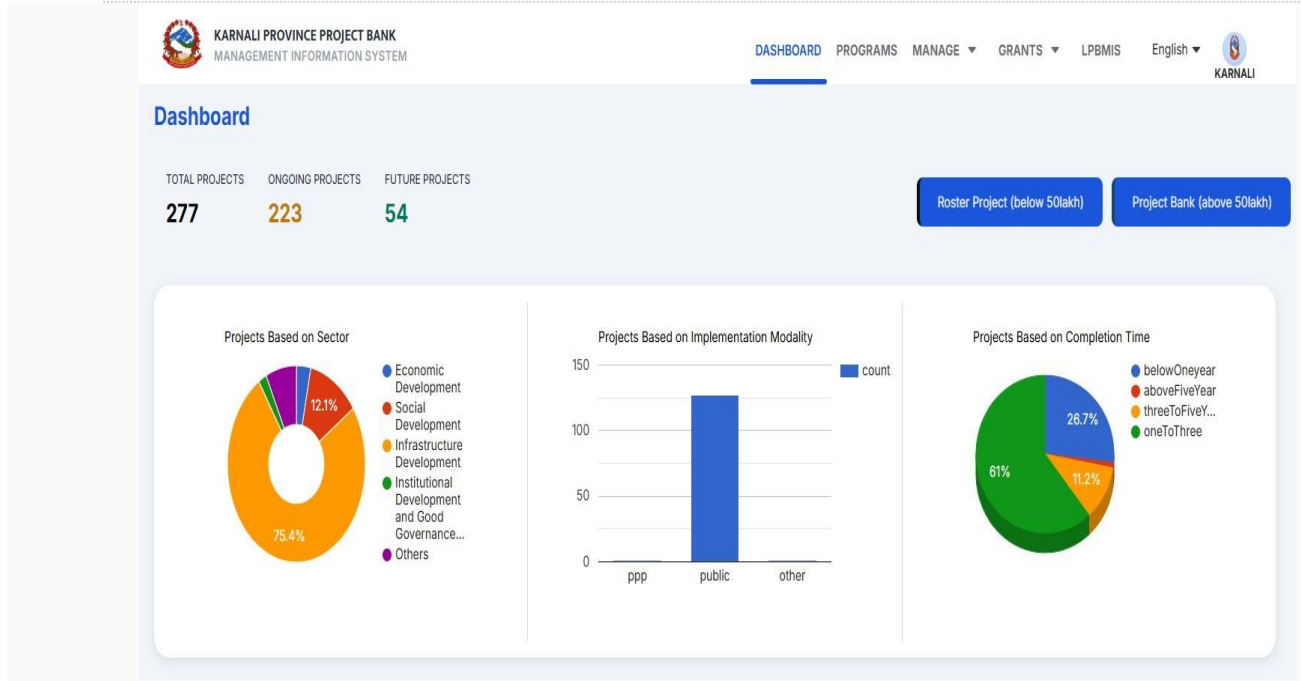 KARNALI PROVINCE PROJECT BANK
MANAGEMENT INFORMATION SYSTEM
DASHBOARD PROGRAMS MANAGE GRANTS LPBMIS English
KARNALI
Dashboard
TOTAL PROJECTS ONGOING PROJECTS FUTURE PROJECTS
277 223 54
Roster Project (below 50lakh) Project Bank (above 50lakh)
Projects Based on Sector
12.1%
75.4%
Economic
Development
Social
Development
Infrastructure
Development
Institutional
Development
and Good
Governance...
Others
Projects Based on Implementation Modality
150
100
50
0
ppp public other
count
Projects Based on Completion Time
26.7%
61%
11.2%
belowOneyear
aboveFiveYear
threeToFiveY...
oneToThree